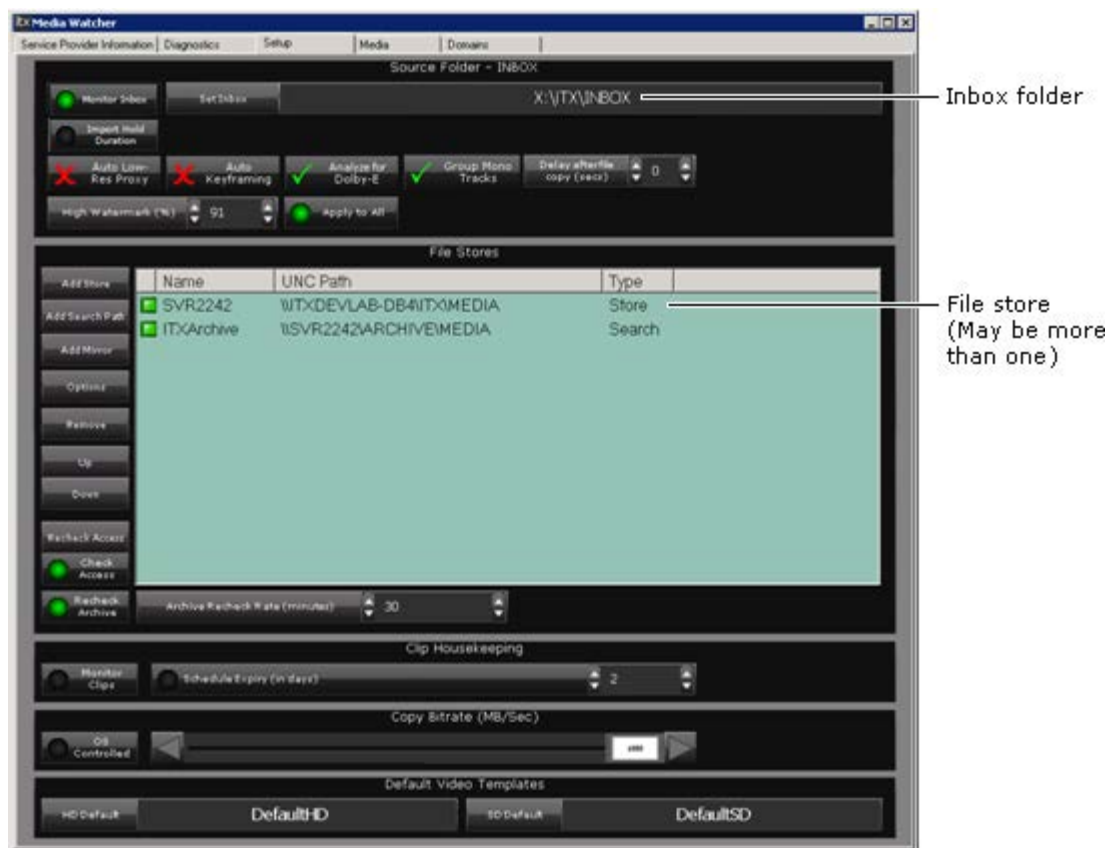 iTX Media Watcher
Service Provider Information Diagnostics Setup Media Domains
Source Folder - INBOX
Monitor Inbox Set Inbox X:\ITX\INBOX
Inbox folder
Import Hold
Duration
Auto Low-
Res Proxy
Auto
Keyframing
Analyze for
Dolby-E
Group Mono
Tracks
Delay after file
copy (secs) 0
High Watermark (%) 91 Apply to All
File Stores
Add Store
Add Search Path
Add Mirror
Options
Remove
Up
Down
Recheck Access
Check
Access
Name UNC Path Type
SVR2242 \\ITXDEVLAB-DB4\ITX\MEDIA Store
ITXArchive \\SVR2242\ARCHIVE\MEDIA Search
File store
(May be more
than one)
Recheck
Archive
Archive Recheck Rate (minutes) 30
Clip Housekeeping
Monitor
Clips
Schedule Expiry (in days) 2
Copy Bitrate (MB/Sec)
OS
Controlled
Default Video Templates
HD Default DefaultHD SD Default DefaultSD